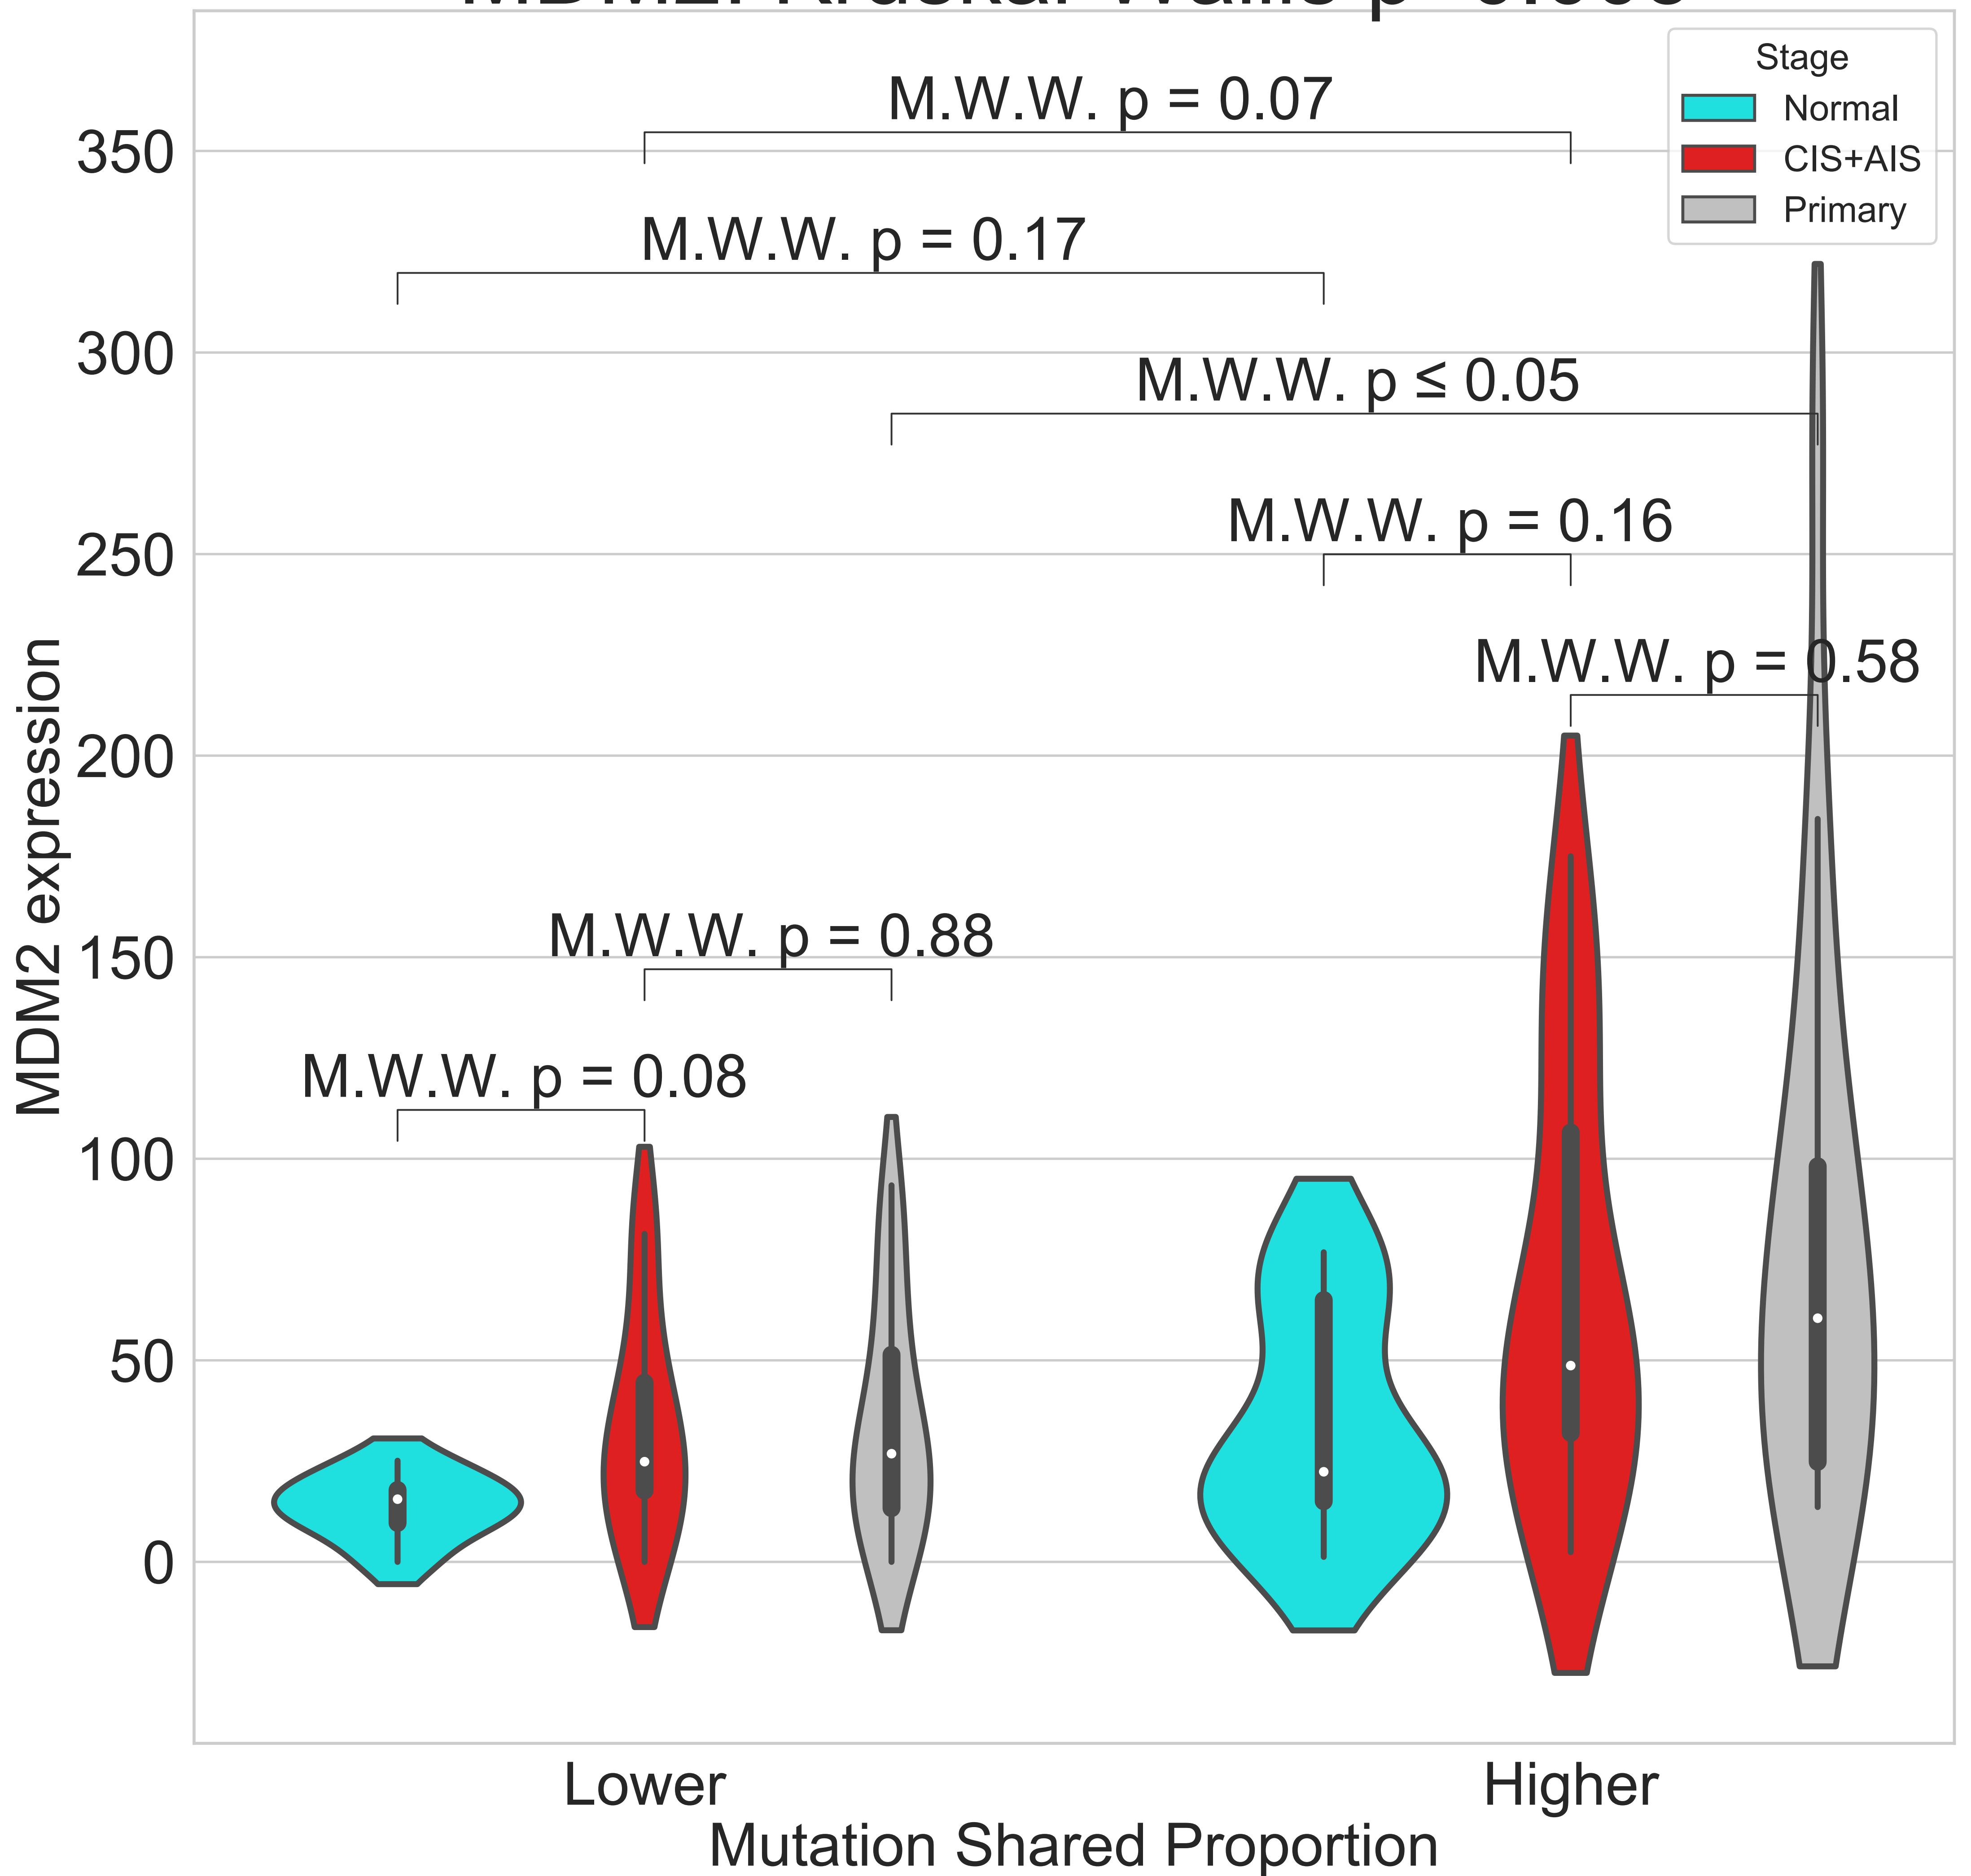 Stage
Normal
CIS+AIS
Primary
M.W.W. p = 0.07
M.W.W. p = 0.17
M.W.W. p ≤ 0.05
M.W.W. p = 0.16
M.W.W. p = 0.58
M.W.W. p = 0.88
M.W.W. p = 0.08
350
300
250
200
150
100
50
0
MDM2 expression
Lower
Higher
Mutation Shared Proportion